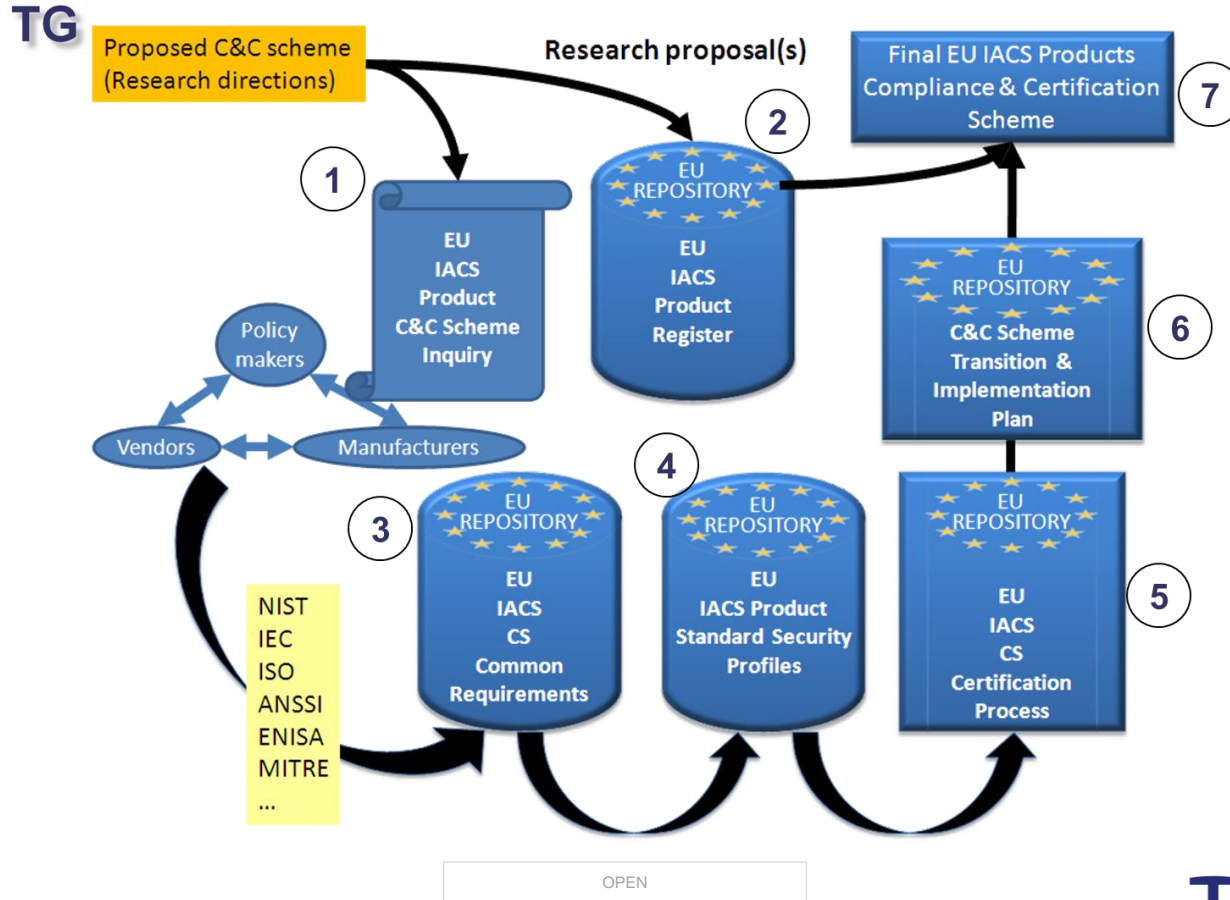 TG
Proposed C&C scheme
(Research directions)
Research proposal(s)
Final EU IACS Products
Compliance & Certification
Scheme
7
1
EU
IACS
Product
C&C Scheme
Inquiry
2
EU
REPOSITORY
EU
IACS
Product
Register
EU
REPOSITORY
C&C Scheme
Transition &
Implementation
Plan
6
Policy
makers
Vendors
Manufacturers
3
EU
REPOSITORY
EU
IACS
CS
Common
Requirements
4
EU
REPOSITORY
EU
IACS Product
Standard Security
Profiles
EU
REPOSITORY
EU
IACS
CS
Certification
Process
5
NIST
IEC
ISO
ANSSI
ENISA
MITRE
...
OPEN